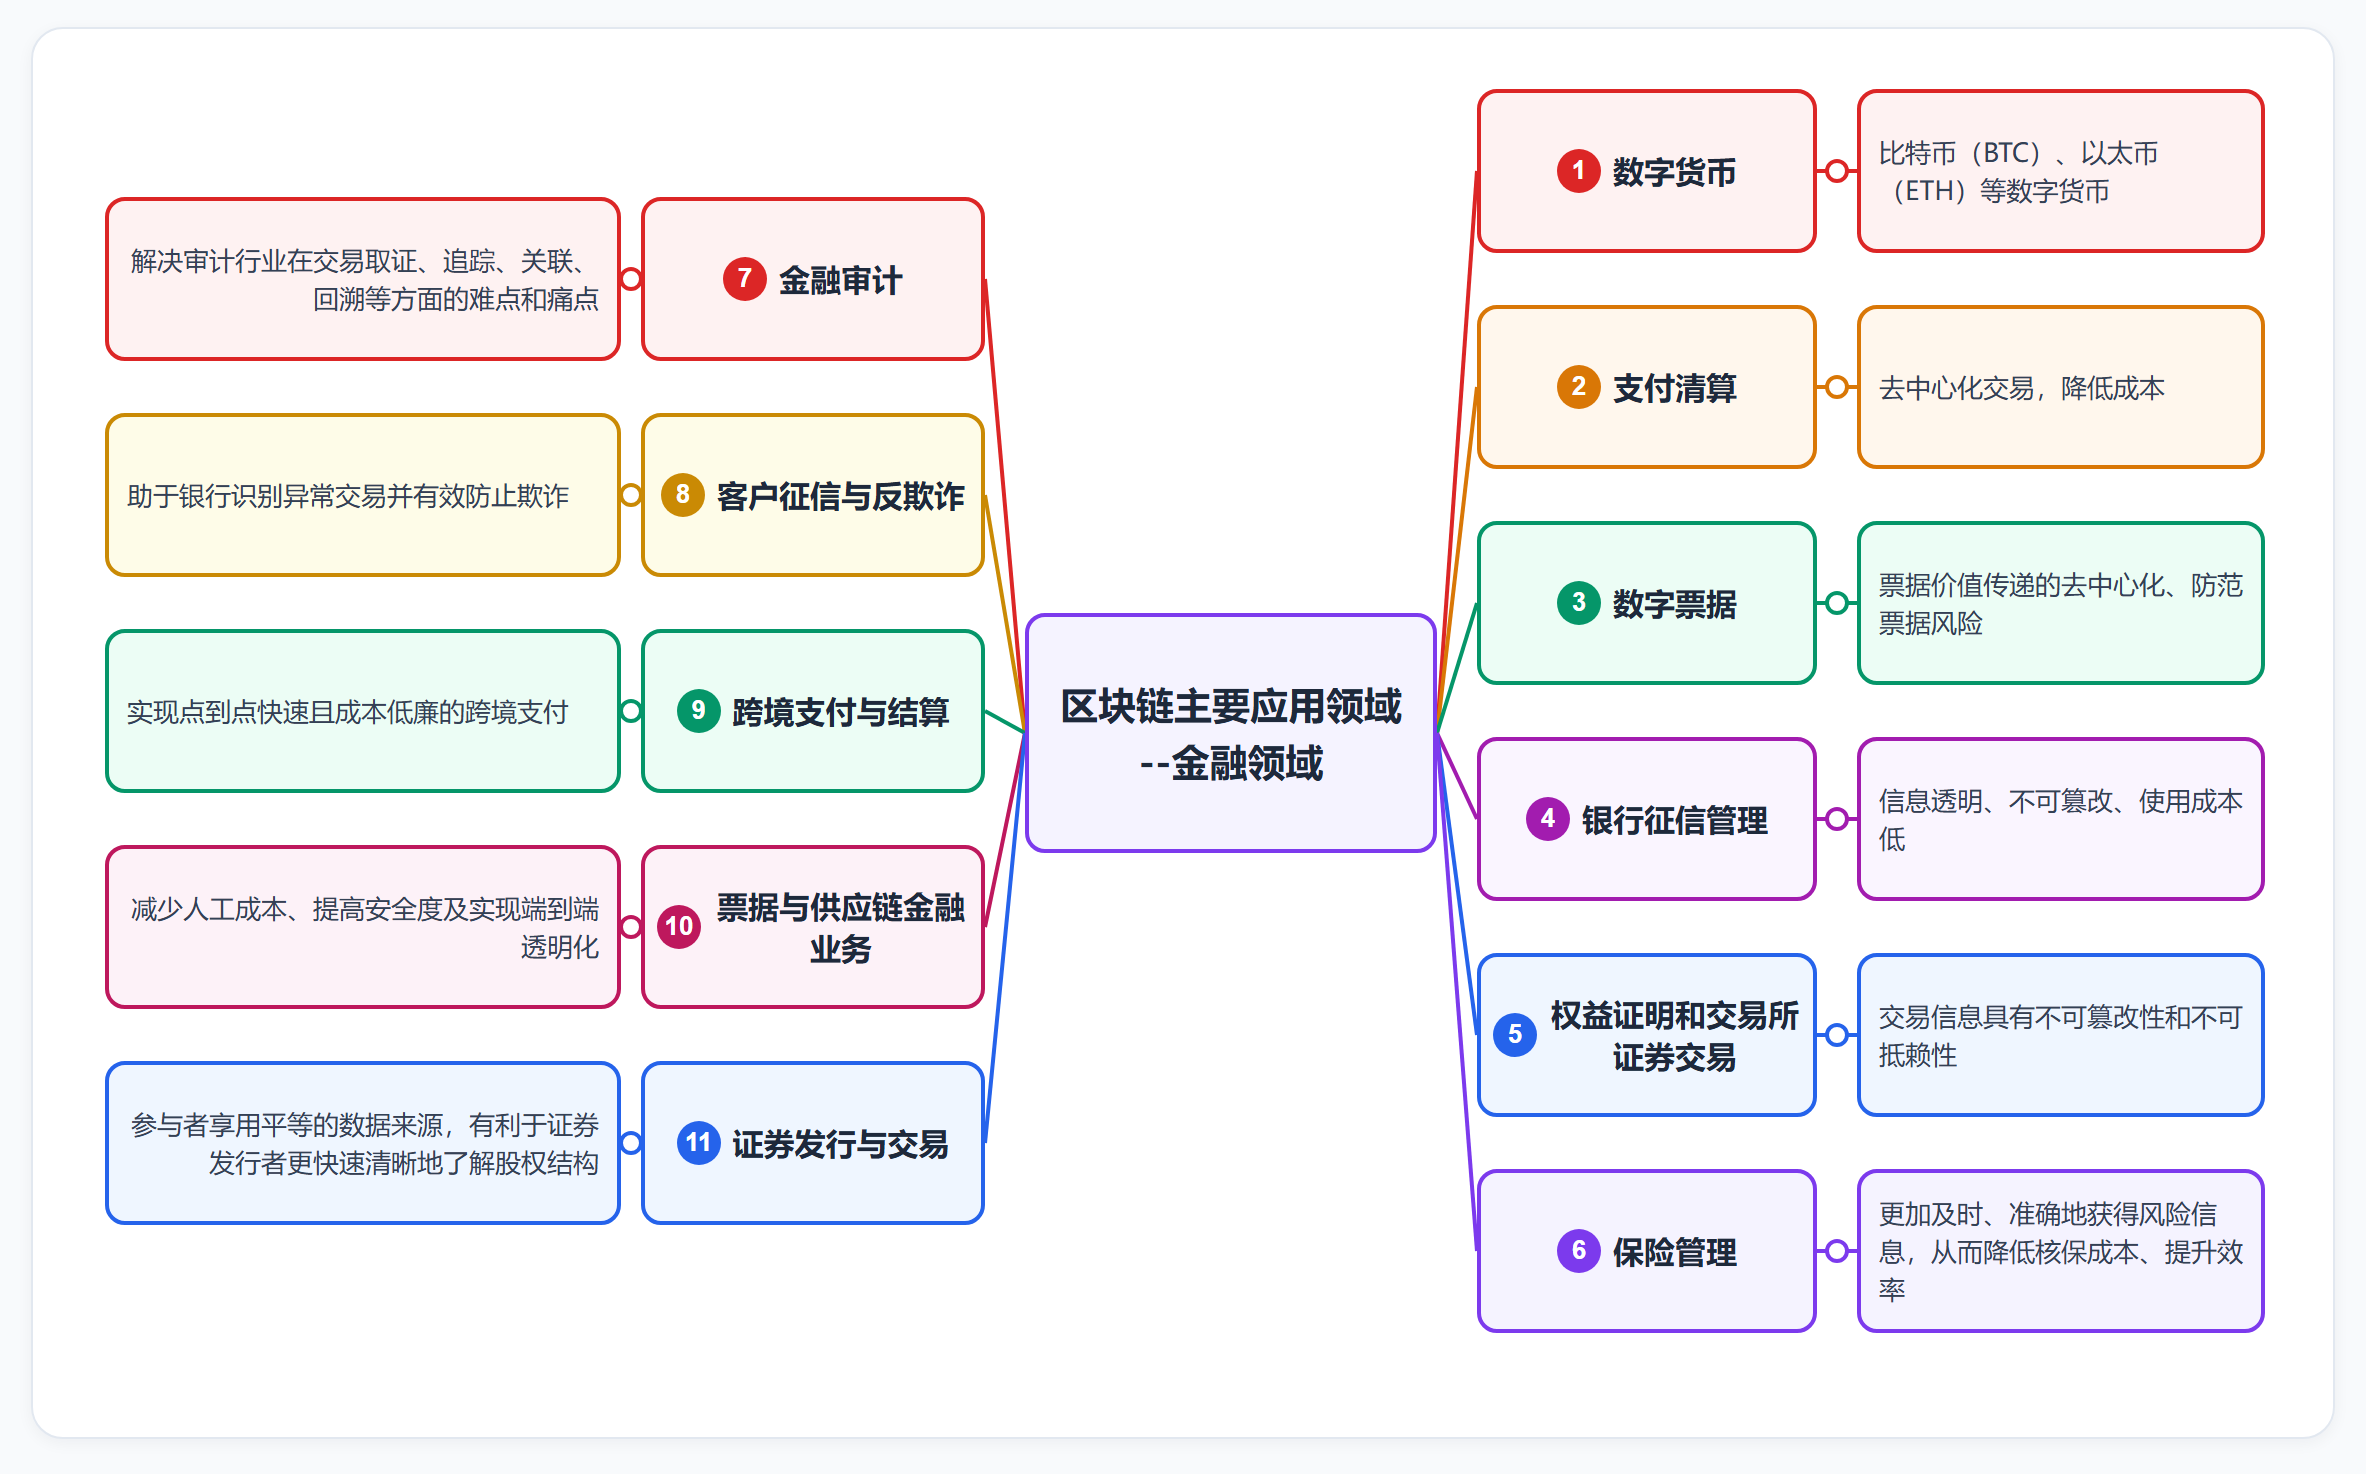 区块链主要应用领域
--金融领域
1 数字货币
比特币（BTC）、以太币
（ETH）等数字货币
2 支付清算
去中心化交易，降低成本
3 数字票据
票据价值传递的去中心化、防范
票据风险
4 银行征信管理
信息透明、不可篡改、使用成本
低
5 权益证明和交易所
证券交易
交易信息具有不可篡改性和不可
抵赖性
6 保险管理
更加及时、准确地获得风险信
息，从而降低核保成本、提升效
率
7 金融审计
解决审计行业在交易取证、追踪、关联、
回溯等方面的难点和痛点
8 客户征信与反欺诈
助于银行识别异常交易并有效防止欺诈
9 跨境支付与结算
实现点到点快速且成本低廉的跨境支付
10 票据与供应链金融
业务
减少人工成本、提高安全度及实现端到端
透明化
11 证券发行与交易
参与者享用平等的数据来源，有利于证券
发行者更快速清晰地了解股权结构